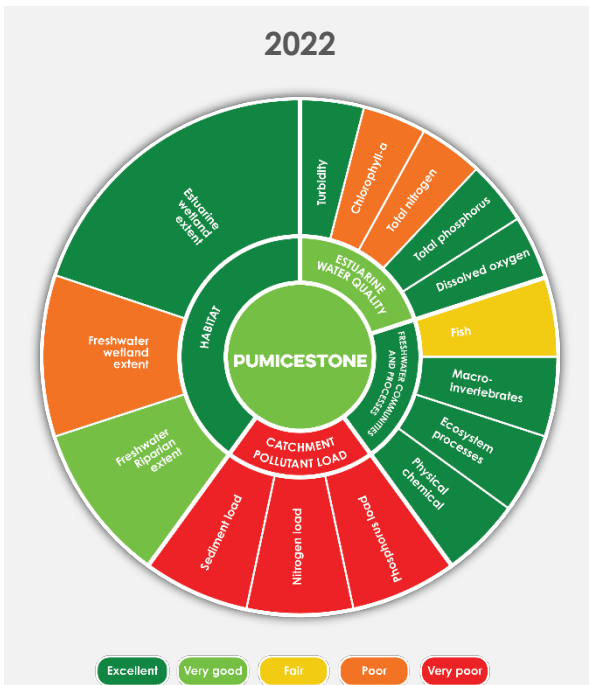 2022
Turbidity
Chlorophyll-a
Total nitrogen
Total phosphorus
Dissolved oxygen
ESTUARINE
WATER QUALITY
Fish
Macro-
invertebrates
Ecosystem
processes
Physical
chemical
FRESHWATER COMMUNITIES
AND PROCESSES
Phosphorus load
Nitrogen load
Sediment load
CATCHMENT
POLLUTANT LOAD
Freshwater
Riparian
extent
Freshwater
wetland
extent
Estuarine
wetland
extent
HABITAT
PUMICESTONE
Excellent
Very good
Fair
Poor
Very poor